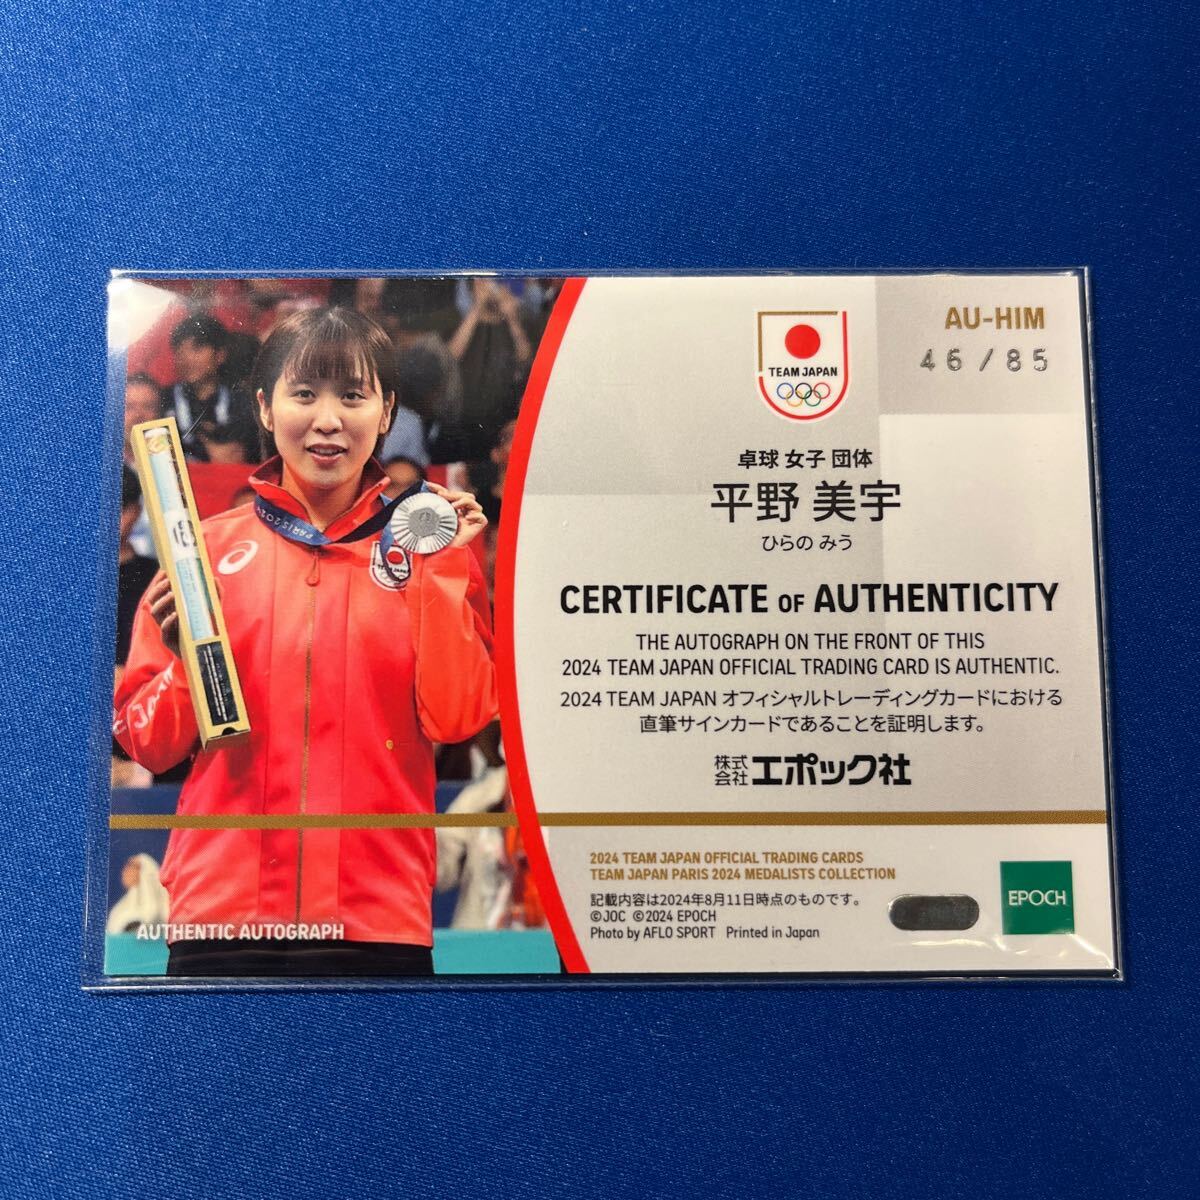 AU-HIM
46/85
TEAM JAPAN
卓球 女子 団体
平野 美宇
ひらの みう
CERTIFICATE OF AUTHENTICITY
THE AUTOGRAPH ON THE FRONT OF THIS
2024 TEAM JAPAN OFFICIAL TRADING CARD IS AUTHENTIC.
2024 TEAM JAPAN オフィシャルトレーディングカードにおける
直筆サインカードであることを証明します。
株式会社 エポック社
2024 TEAM JAPAN OFFICIAL TRADING CARDS
TEAM JAPAN PARIS 2024 MEDALISTS COLLECTION
記載内容は2024年8月11日時点のものです。
©JOC ©2024 EPOCH
Photo by AFLO SPORT Printed in Japan
EPOCH
AUTHENTIC AUTOGRAPH
PARIS 2024
TEAM JAPAN